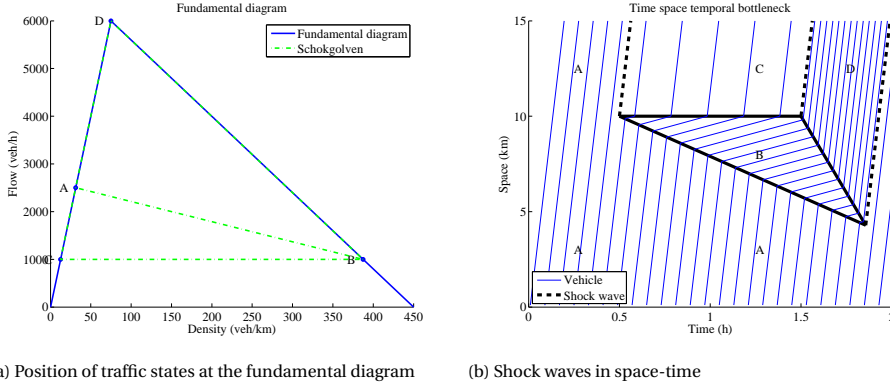 Fundamental diagram
6000
5000
4000
3000
2000
1000
0
Flow (veh/h)
D
A
C
B
Fundamental diagram
Schokgolven
0 50 100 150 200 250 300 350 400 450
Density (veh/km)
a) Position of traffic states at the fundamental diagram
Time space temporal bottleneck
15
10
5
0
Space (km)
A
C
D
B
A
A
Vehicle
Shock wave
0 0.5 1 1.5
Time (h)
(b) Shock waves in space-time